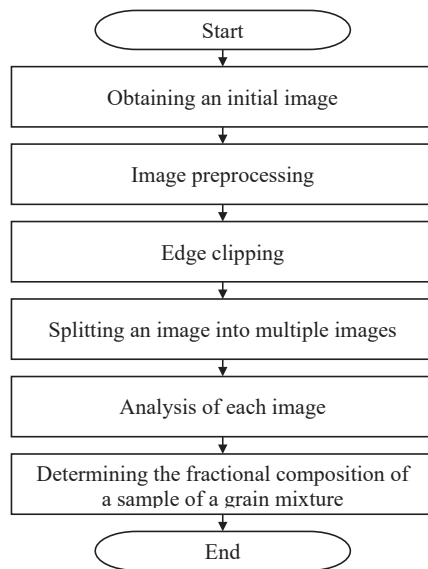 Start
Obtaining an initial image
Image preprocessing
Edge clipping
Splitting an image into multiple images
Analysis of each image
Determining the fractional composition of
a sample of a grain mixture
End